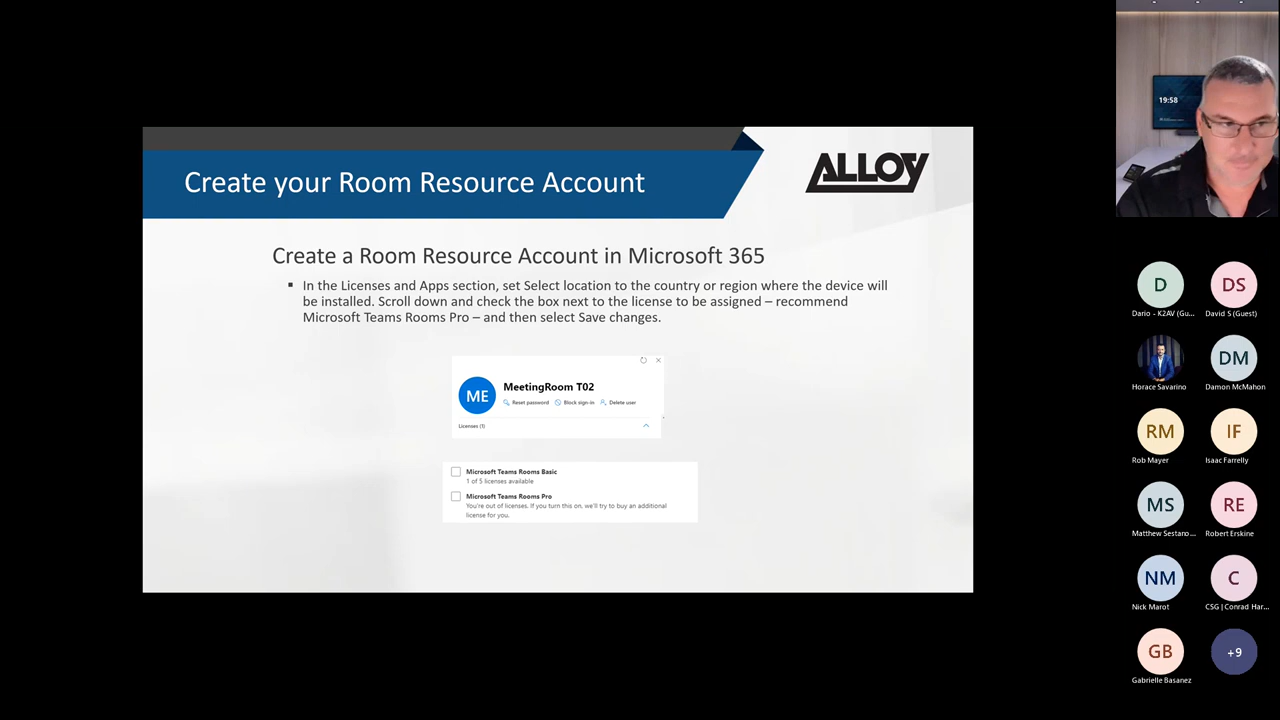 Create your Room Resource Account
ALLOY
Create a Room Resource Account in Microsoft 365
▪ In the Licenses and Apps section, set Select location to the country or region where the device will
be installed. Scroll down and check the box next to the license to be assigned – recommend
Microsoft Teams Rooms Pro – and then select Save changes.
ME
MeetingRoom T02
Reset password Block sign-in Delete user
Licenses (1)
Microsoft Teams Rooms Basic
1 of 5 licenses available
Microsoft Teams Rooms Pro
You're out of licenses. If you turn this on, we'll try to buy an additional
license for you.
19:58
D DS
Dario - K2AV (Gu... David S (Guest)
DM
Horace Savarino Damon McMahon
RM IF
Rob Mayer Isaac Farrelly
MS RE
Matthew Sestano... Robert Erskine
NM C
Nick Marot CSG | Conrad Har...
GB +9
Gabrielle Basanez